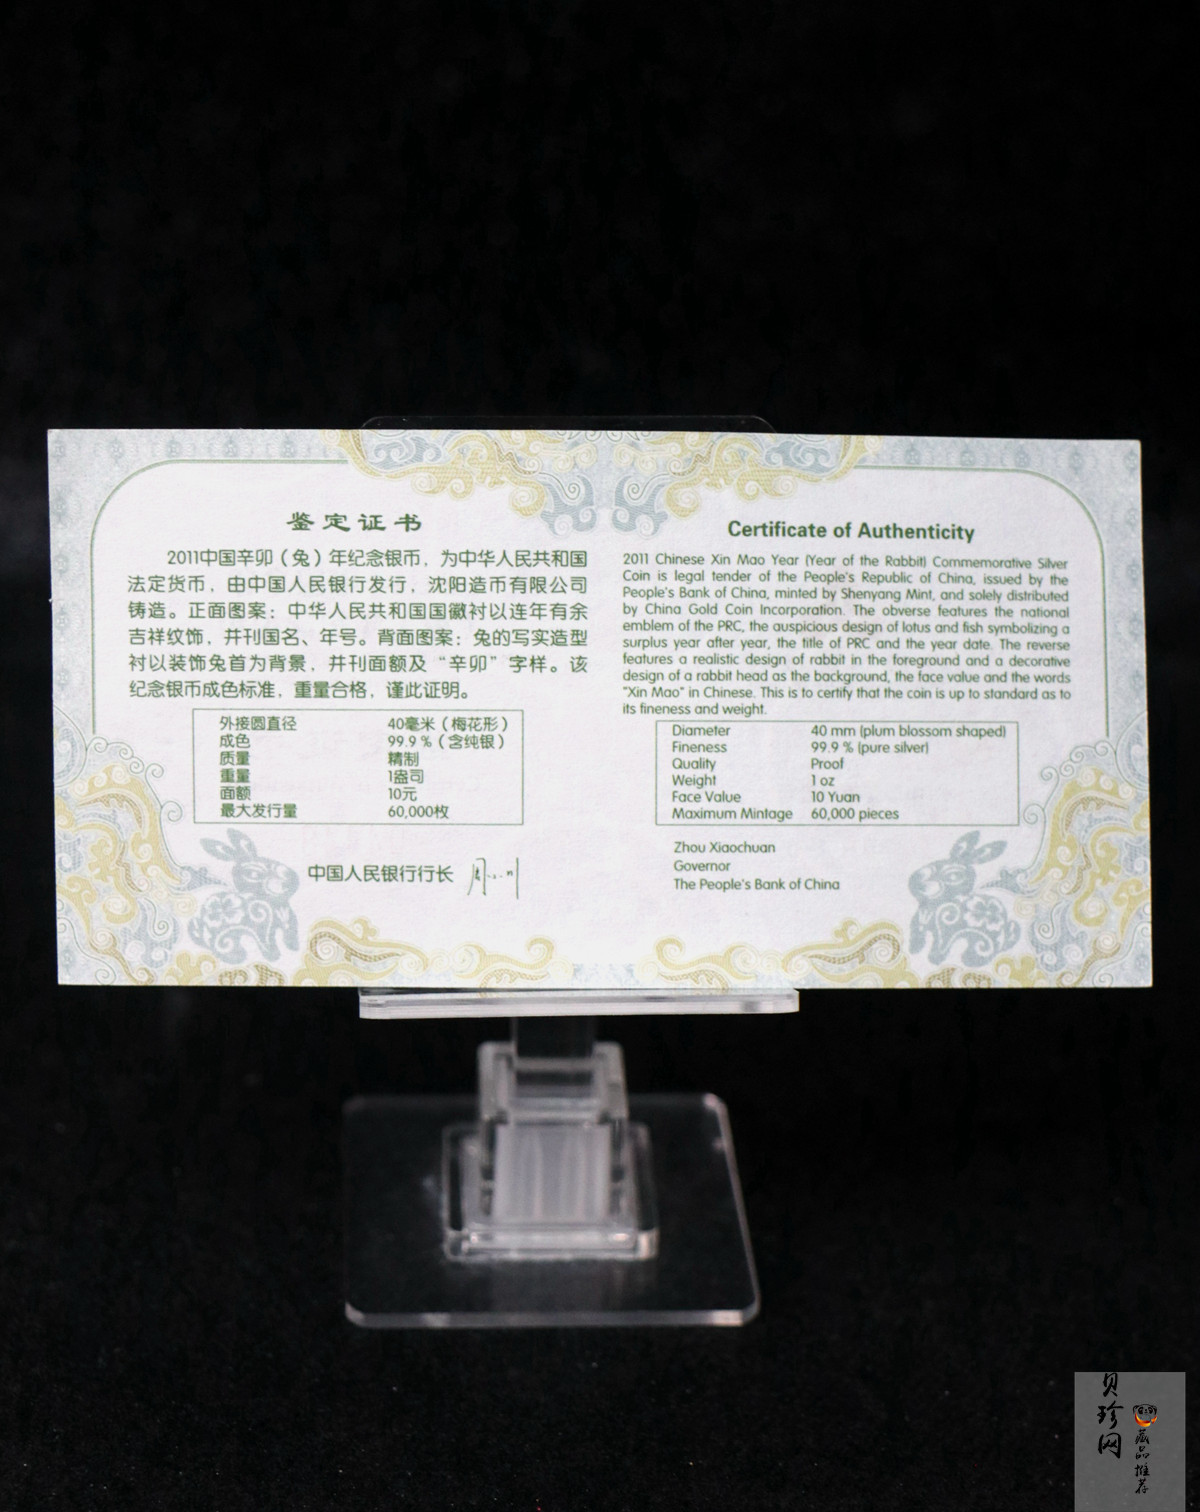 鉴定证书
2011中国辛卯（兔）年纪念银币，为中华人民共和国
法定货币，由中国人民银行发行，沈阳造币有限公司
铸造。正面图案：中华人民共和国国徽衬以连年有余
吉祥纹饰，并刊国名、年号。背面图案：兔的写实造型
衬以装饰兔首为背景，并刊面额及“辛卯”字样。该
纪念银币成色标准，重量合格，谨此证明。
外接圆直径 40毫米（梅花形）
成色 99.9％（含纯银）
质量 精制
重量 1盎司
面额 10元
最大发行量 60,000枚
中国人民银行行长
Certificate of Authenticity
2011 Chinese Xin Mao Year (Year of the Rabbit) Commemorative Silver
Coin is legal tender of the People's Republic of China, issued by the
People's Bank of China, minted by Shenyang Mint, and solely distributed
by China Gold Coin Incorporation. The obverse features the national
emblem of the PRC, the auspicious design of lotus and fish symbolizing a
surplus year after year, the title of PRC and the year date. The reverse
features a realistic design of rabbit in the foreground and a decorative
design of a rabbit head as the background, the face value and the words
"Xin Mao" in Chinese. This is to certify that the coin is up to standard as to
its fineness and weight.
Diameter 40 mm (plum blossom shaped)
Fineness 99.9 % (pure silver)
Quality Proof
Weight 1 oz
Face Value 10 Yuan
Maximum Mintage 60,000 pieces
Zhou Xiaochuan
Governor
The People's Bank of China
贝珍网
藏品推荐